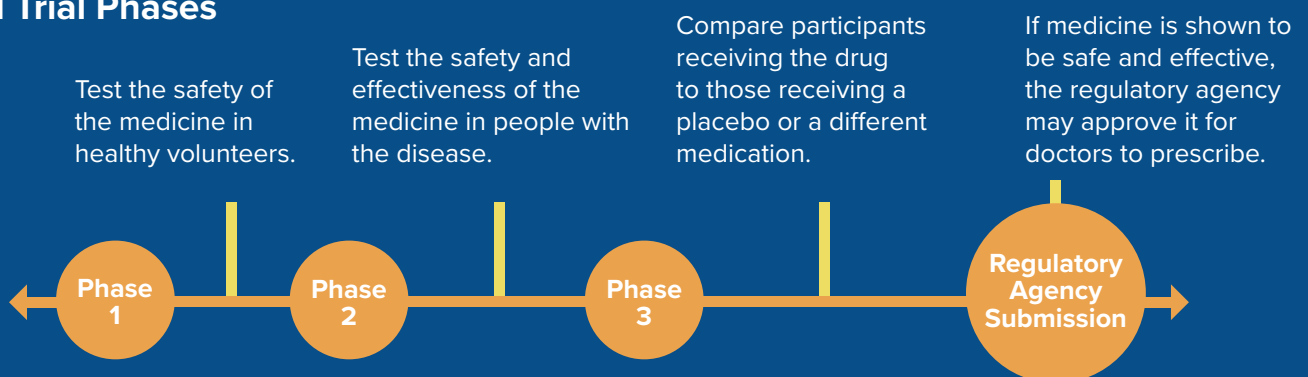 Trial Phases
Test the safety of
the medicine in
healthy volunteers.
Test the safety and
effectiveness of the
medicine in people with
the disease.
Compare participants
receiving the drug
to those receiving a
placebo or a different
medication.
If medicine is shown to
be safe and effective,
the regulatory agency
may approve it for
doctors to prescribe.
Phase
1
Phase
2
Phase
3
Regulatory
Agency
Submission